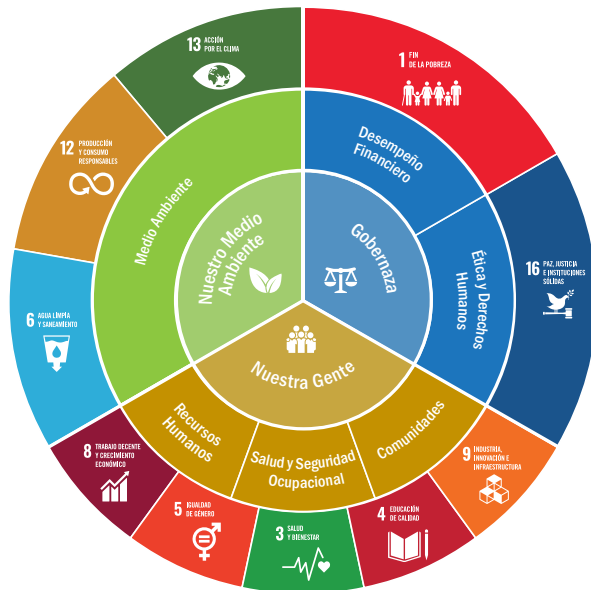 13 ACCIÓN
POR EL CLIMA
1 FIN
DE LA POBREZA
12 PRODUCCIÓN
Y CONSUMO
RESPONSABLES
16 PAZ, JUSTICIA
E INSTITUCIONES
SÓLIDAS
6 AGUA LIMPIA
Y SANEAMIENTO
8 TRABAJO DECENTE
Y CRECIMIENTO
ECONÓMICO
9 INDUSTRIA,
INNOVACIÓN E
INFRAESTRUCTURA
5 IGUALDAD
DE GÉNERO
3 SALUD
Y BIENESTAR
4 EDUCACIÓN
DE CALIDAD
Medio Ambiente
Desempeño
Financiero
Ética y Derechos
Humanos
Recursos
Humanos
Salud y Seguridad
Ocupacional
Comunidades
Nuestro Medio
Ambiente
Gobernaza
Nuestra Gente